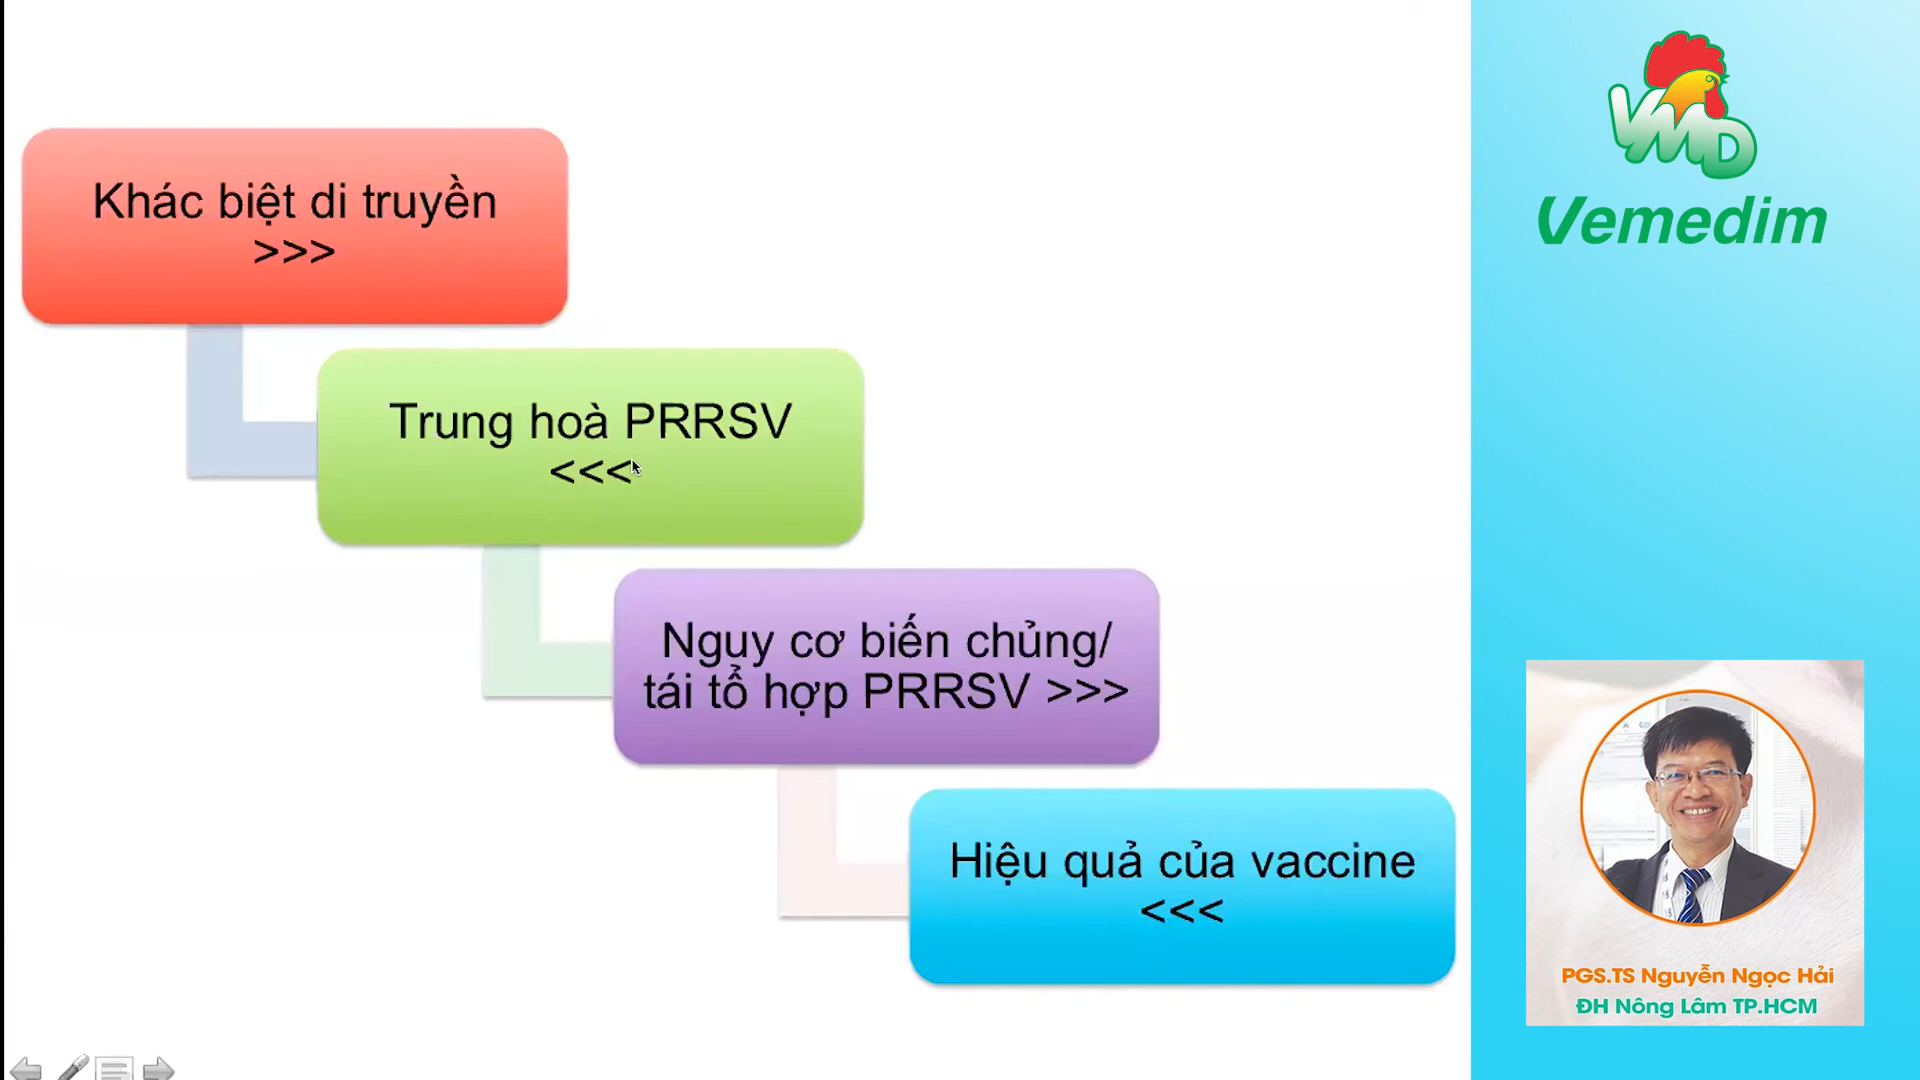 Khác biệt di truyền
>>>
Trung hoà PRRSV
<<<
Nguy cơ biến chủng/
tái tổ hợp PRRSV >>>
Hiệu quả của vaccine
<<<
VMD
Vemedim
PGS.TS Nguyễn Ngọc Hải
ĐH Nông Lâm TP.HCM